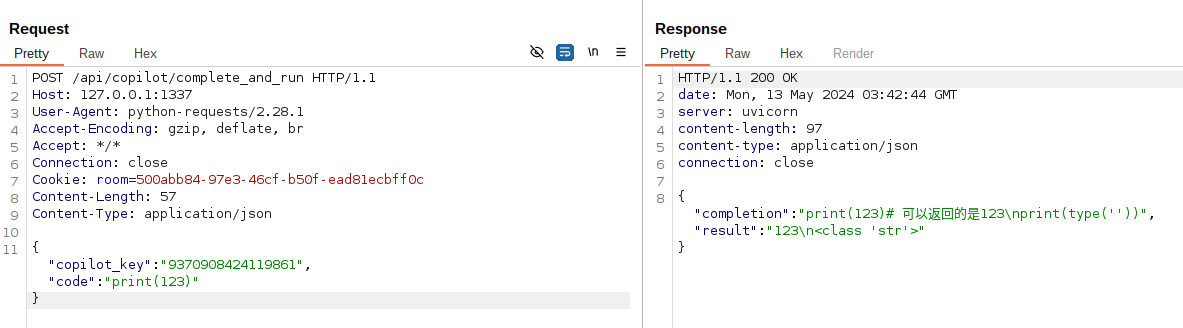 Request
Pretty Raw Hex
\n
1 POST /api/copilot/complete_and_run HTTP/1.1
2 Host: 127.0.0.1:1337
3 User-Agent: python-requests/2.28.1
4 Accept-Encoding: gzip, deflate, br
5 Accept: */*
6 Connection: close
7 Cookie: room=500abb84-97e3-46cf-b50f-ead81ecbff0c
8 Content-Length: 57
9 Content-Type: application/json
10
11 {
"copilot_key":"9370908424119861",
"code":"print(123)"
}
Response
Pretty Raw Hex Render
1 HTTP/1.1 200 OK
2 date: Mon, 13 May 2024 03:42:44 GMT
3 server: uvicorn
4 content-length: 97
5 content-type: application/json
6 connection: close
7
8 {
"completion":"print(123)# 可以返回的是123\nprint(type(''))",
"result":"123\n<class 'str'>"
}